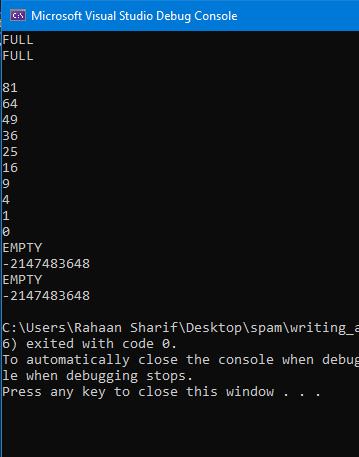 Microsoft Visual Studio Debug Console
FULL
FULL
81
64
49
36
25
16
9
4
1
0
EMPTY
-2147483648
EMPTY
-2147483648
C:\Users\Rahaan Sharif\Desktop\spam\writing_a
6) exited with code 0.
To automatically close the console when debug
le when debugging stops.
Press any key to close this window . . .